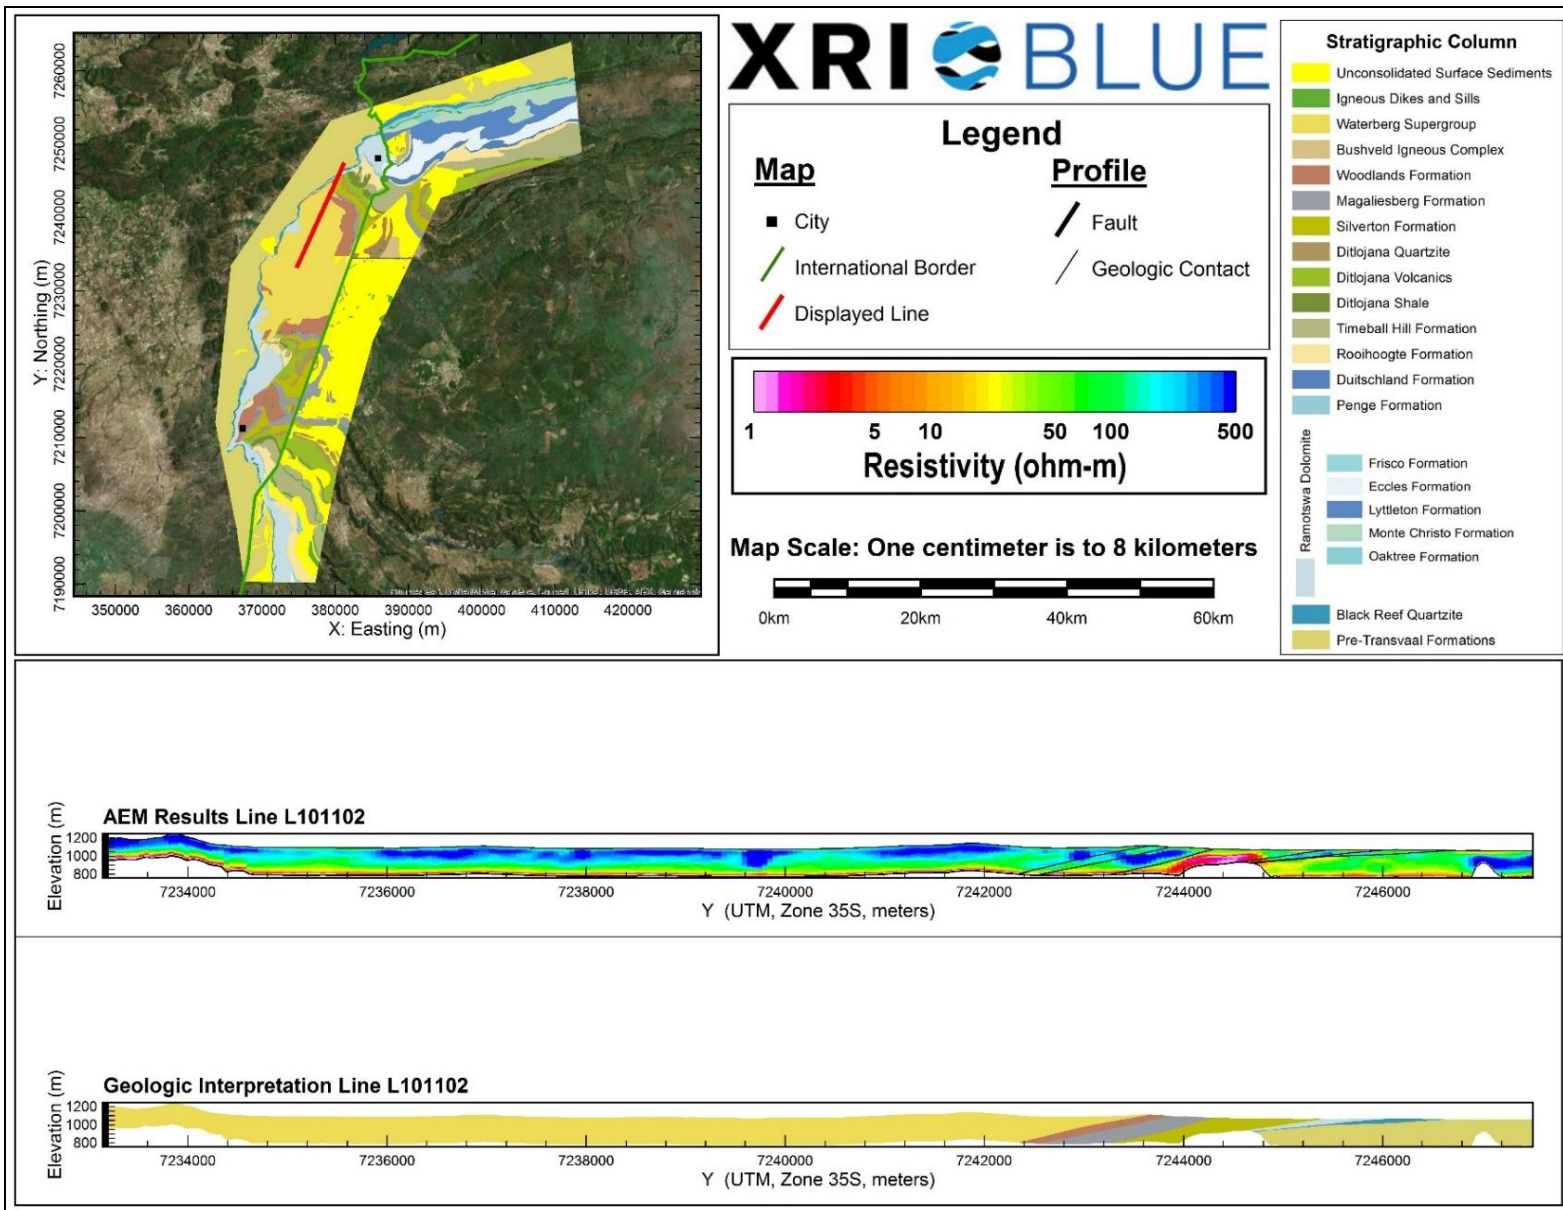 7260000
7250000
7240000
7230000
7220000
7210000
7200000
7190000
Y: Northing (m)
350000 360000 370000 380000 390000 400000 410000 420000
X: Easting (m)
XRI BLUE
Legend
Map
City
International Border
Displayed Line
Profile
Fault
Geologic Contact
1 5 10 50 100 500
Resistivity (ohm-m)
Map Scale: One centimeter is to 8 kilometers
0km 20km 40km 60km
Stratigraphic Column
Unconsolidated Surface Sediments
Igneous Dikes and Sills
Waterberg Supergroup
Bushveld Igneous Complex
Woodlands Formation
Magaliesberg Formation
Silverton Formation
Ditlojana Quartzite
Ditlojana Volcanics
Ditlojana Shale
Timeball Hill Formation
Rooihoogte Formation
Duitschland Formation
Penge Formation
Ramotswa Dolomite
Frisco Formation
Eccles Formation
Lyttleton Formation
Monte Christo Formation
Oaktree Formation
Black Reef Quartzite
Pre-Transvaal Formations
AEM Results Line L101102
Elevation (m)
1200
1000
800
7234000 7236000 7238000 7240000 7242000 7244000 7246000
Y (UTM, Zone 35S, meters)
Geologic Interpretation Line L101102
Elevation (m)
1200
1000
800
7234000 7236000 7238000 7240000 7242000 7244000 7246000
Y (UTM, Zone 35S, meters)